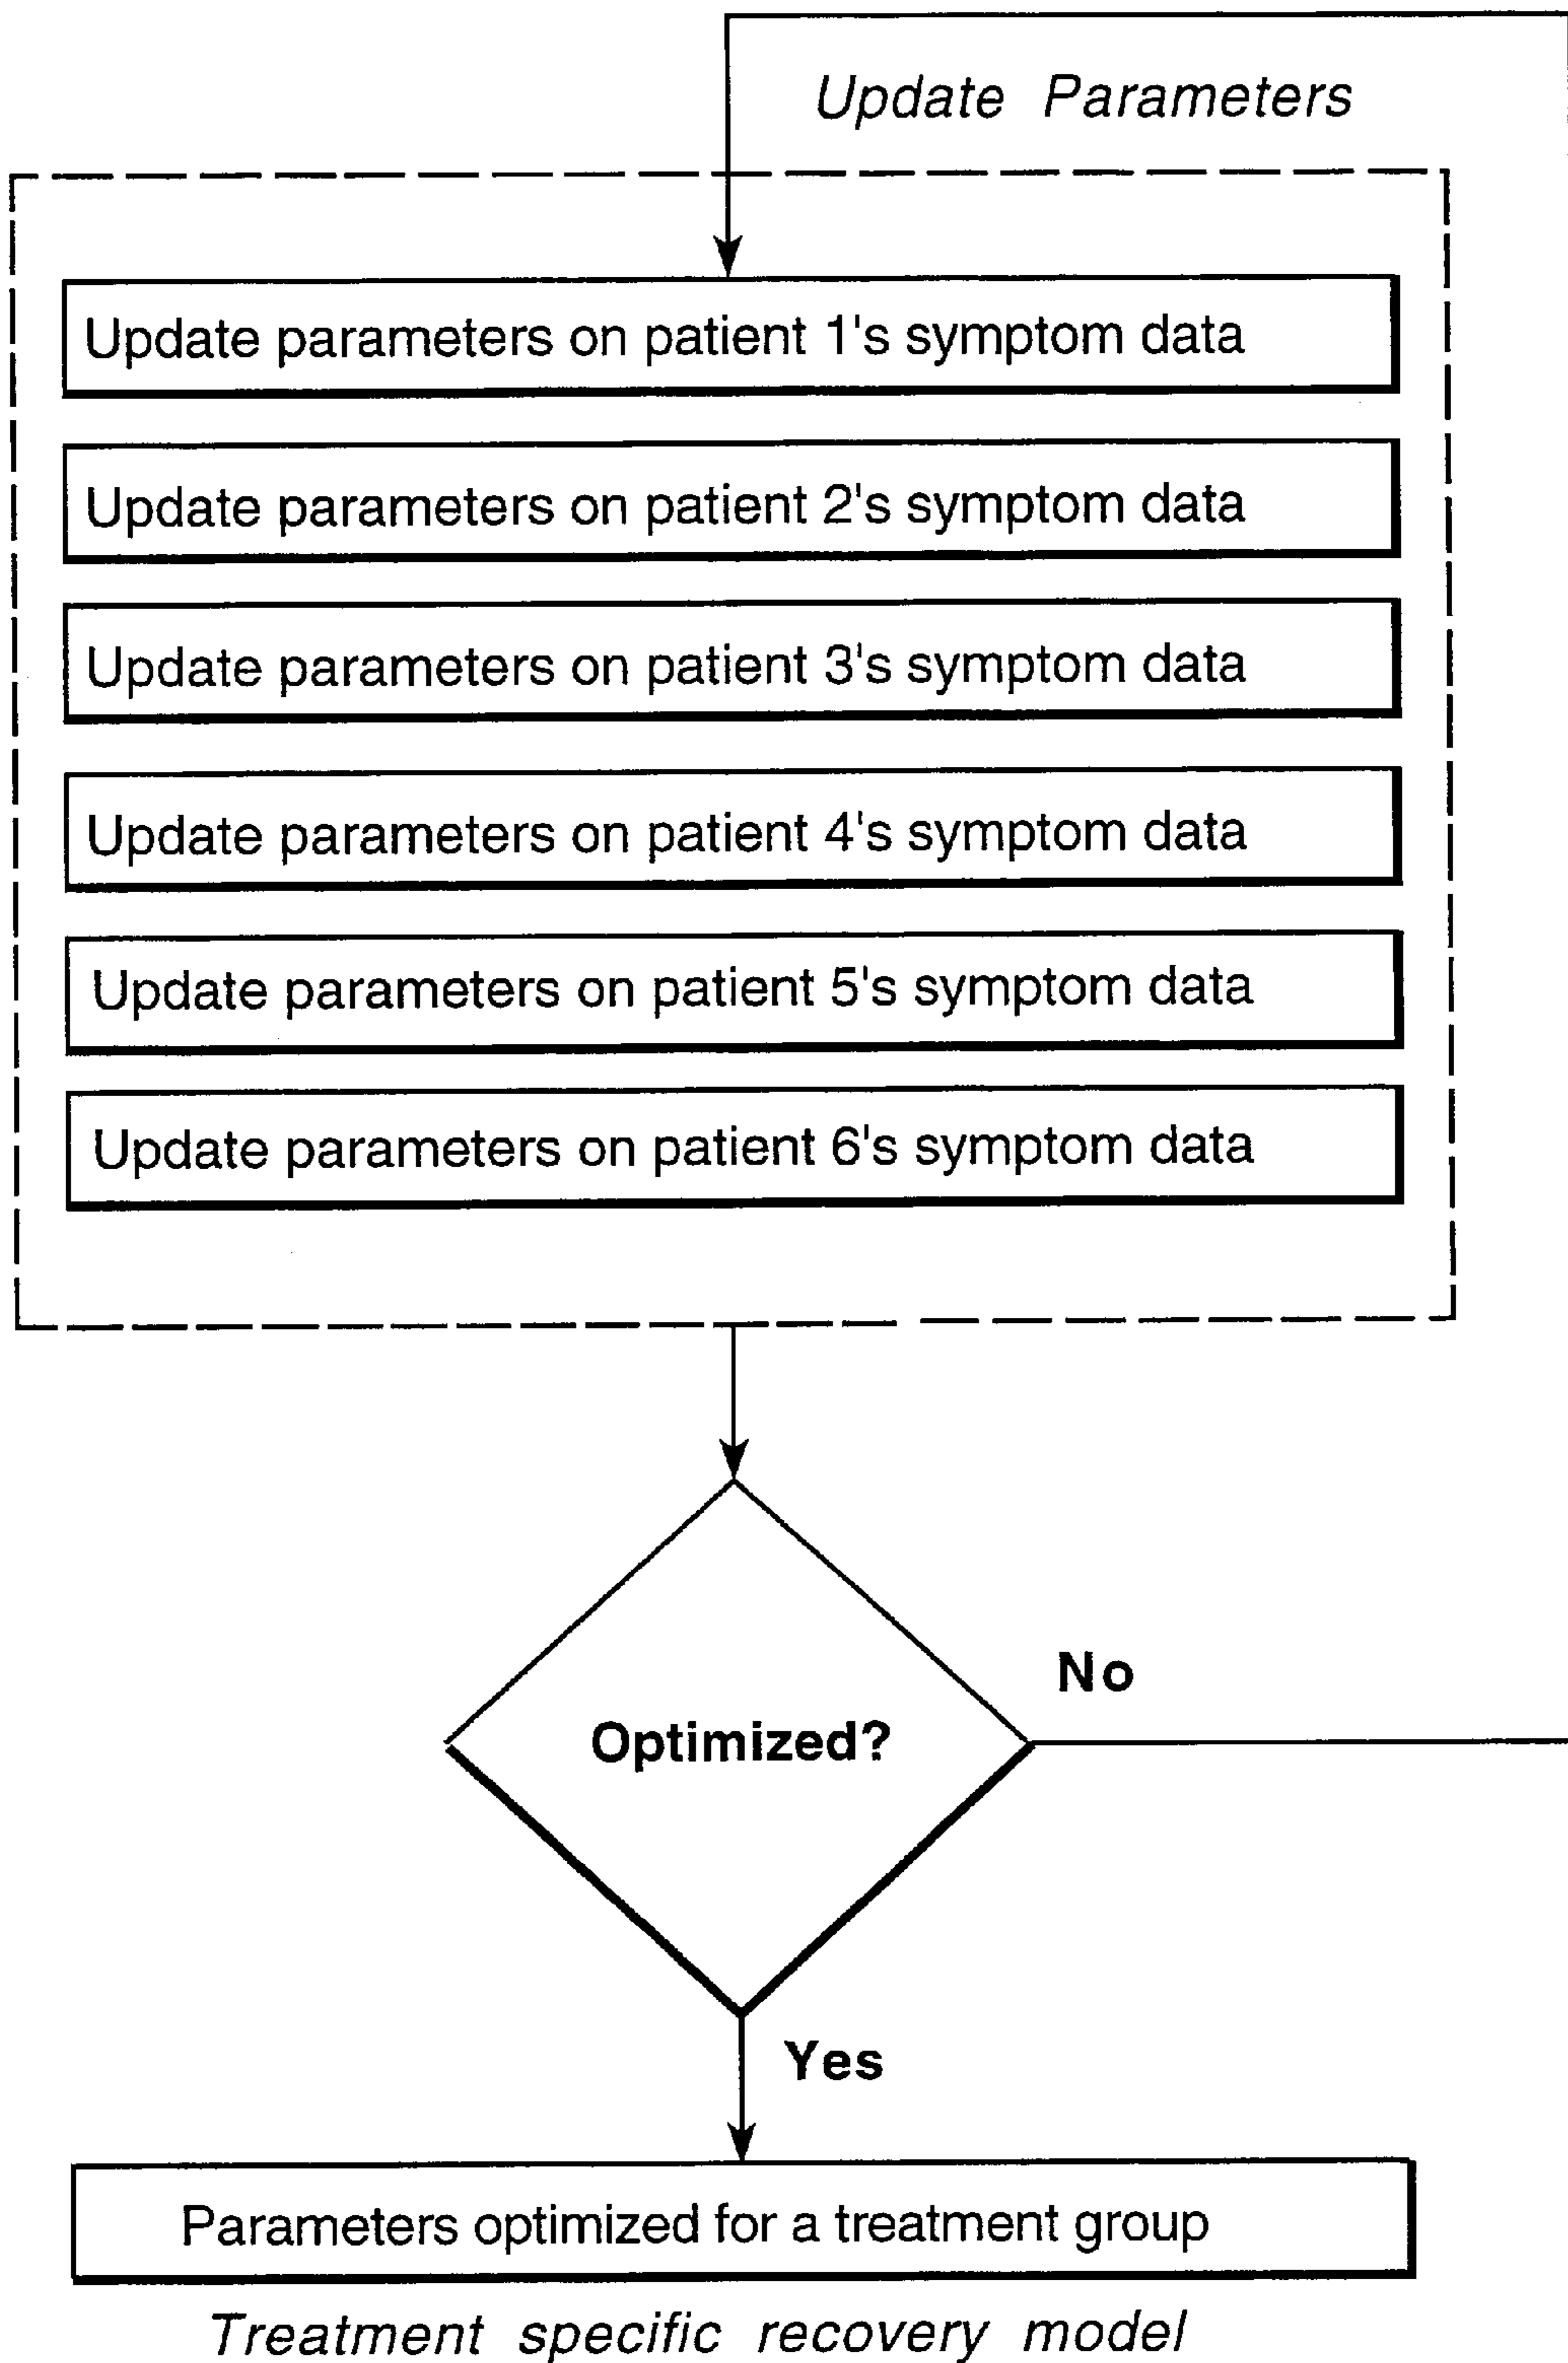 Update Parameters
Update parameters on patient 1's symptom data
Update parameters on patient 2's symptom data
Update parameters on patient 3's symptom data
Update parameters on patient 4's symptom data
Update parameters on patient 5's symptom data
Update parameters on patient 6's symptom data
No
Optimized?
Yes
Parameters optimized for a treatment group
Treatment specific recovery model